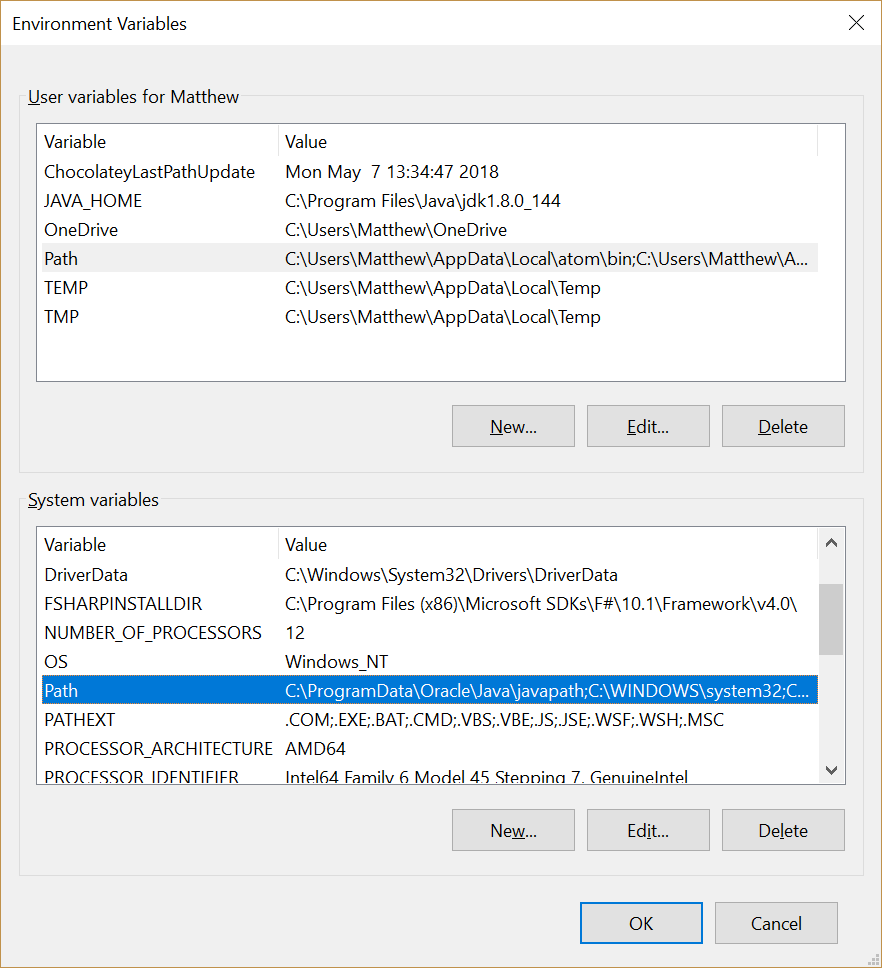 Environment Variables
User variables for Matthew
Variable Value
ChocolateyLastPathUpdate Mon May  7 13:34:47 2018
JAVA_HOME C:\Program Files\Java\jdk1.8.0_144
OneDrive C:\Users\Matthew\OneDrive
Path C:\Users\Matthew\AppData\Local\atom\bin;C:\Users\Matthew\A...
TEMP C:\Users\Matthew\AppData\Local\Temp
TMP C:\Users\Matthew\AppData\Local\Temp
New... Edit... Delete
System variables
Variable Value
DriverData C:\Windows\System32\Drivers\DriverData
FSHARPINSTALLDIR C:\Program Files (x86)\Microsoft SDKs\F#\10.1\Framework\v4.0\
NUMBER_OF_PROCESSORS 12
OS Windows_NT
Path C:\ProgramData\Oracle\Java\javapath;C:\WINDOWS\system32;C...
PATHEXT .COM;.EXE;.BAT;.CMD;.VBS;.VBE;.JS;.JSE;.WSF;.WSH;.MSC
PROCESSOR_ARCHITECTURE AMD64
PROCESSOR_IDENTIFIER Intel64 Family 6 Model 45 Stepping 7, GenuineIntel
New... Edit... Delete
OK Cancel